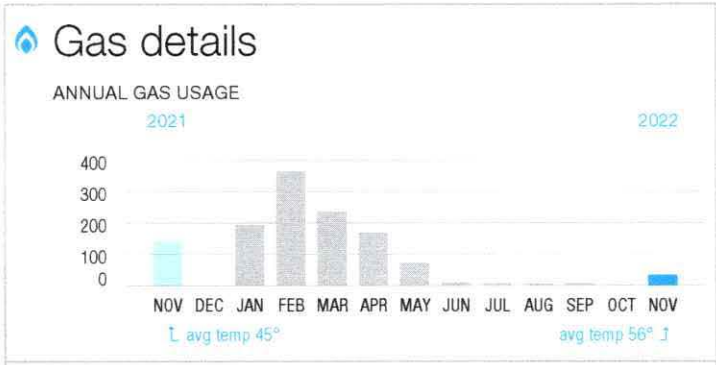 Gas details
ANNUAL GAS USAGE
2021 2022
400
300
200
100
0
NOV DEC JAN FEB MAR APR MAY JUN JUL AUG SEP OCT NOV
avg temp 45° avg temp 56°